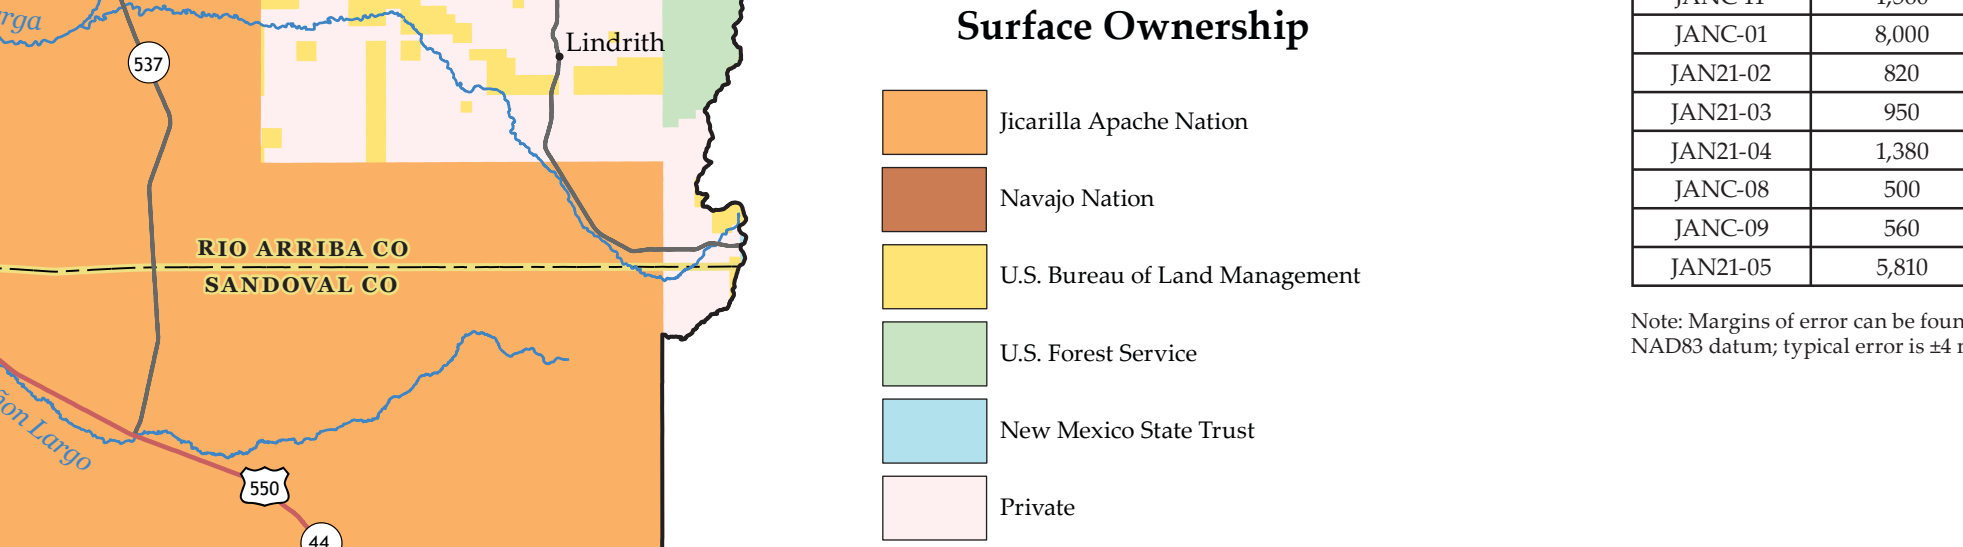 Lindrith
537
RIO ARRIBA CO
SANDOVAL CO
Largo
550
44
Surface Ownership
Jicarilla Apache Nation
Navajo Nation
U.S. Bureau of Land Management
U.S. Forest Service
New Mexico State Trust
Private
JANC-01 8,000
JAN21-02 820
JAN21-03 950
JAN21-04 1,380
JANC-08 500
JANC-09 560
JAN21-05 5,810
Note: Margins of error can be foun
NAD83 datum; typical error is ±4